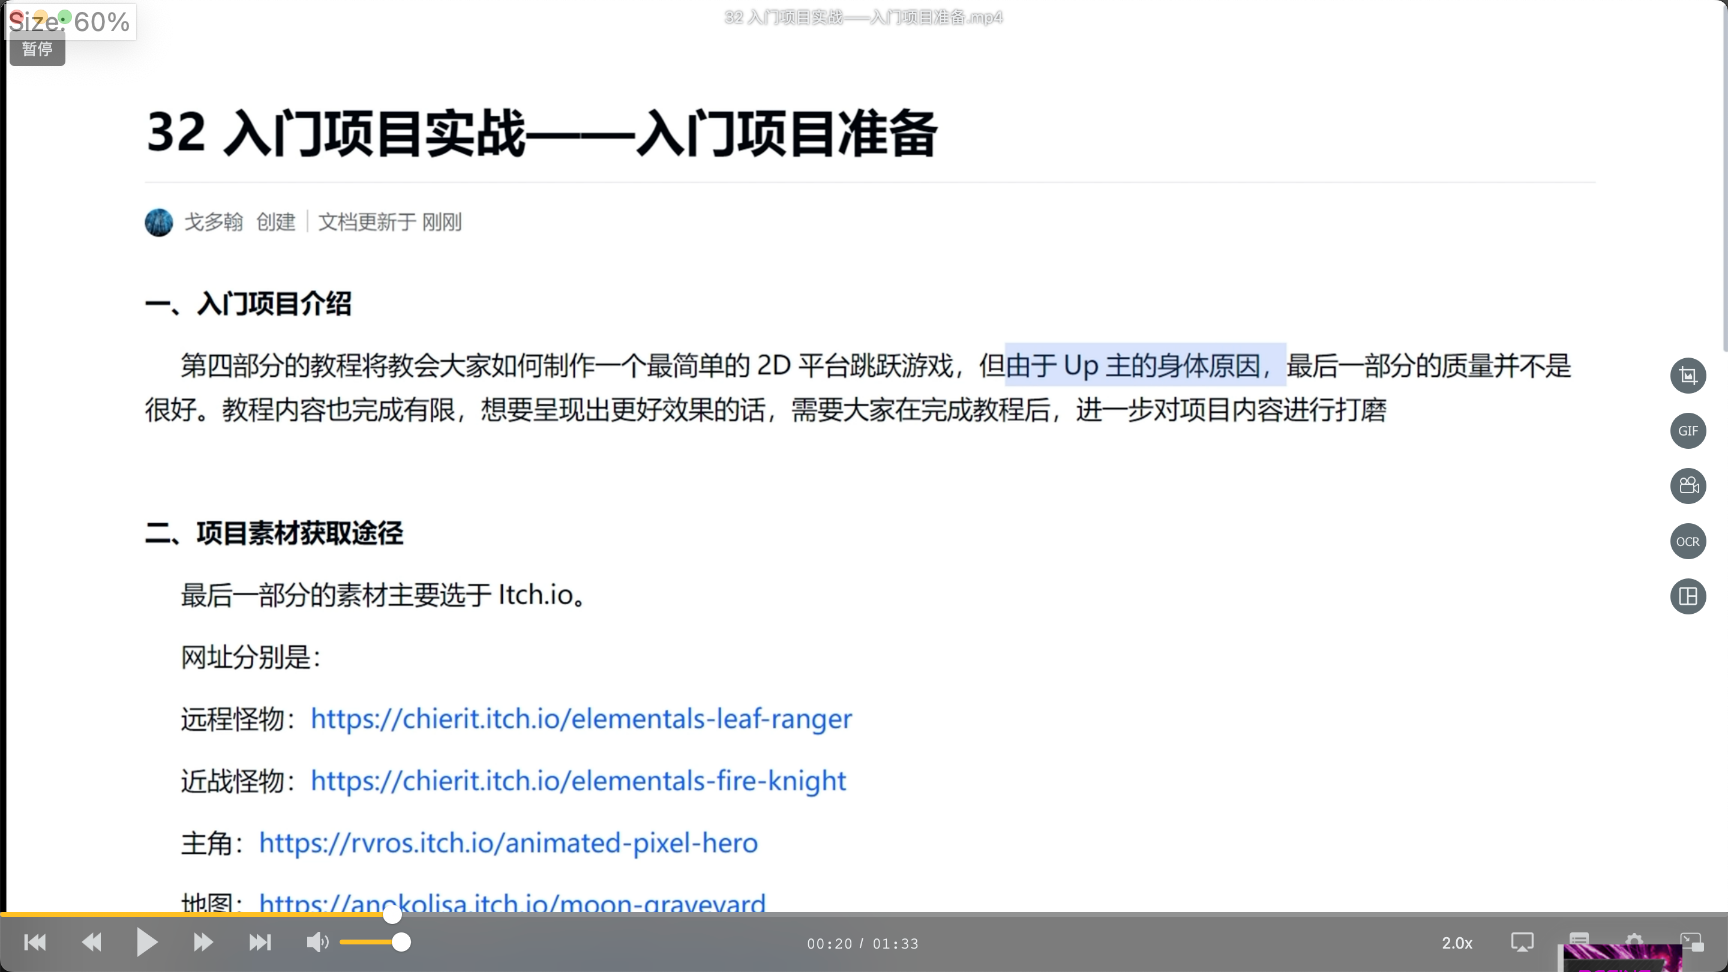 Size: 60%
暂停
32 入门项目实战——入门项目准备.mp4
32 入门项目实战——入门项目准备
戈多翰 创建 | 文档更新于 刚刚
一、入门项目介绍
第四部分的教程将教会大家如何制作一个最简单的 2D 平台跳跃游戏，但由于 Up 主的身体原因，最后一部分的质量并不是
很好。教程内容也完成有限，想要呈现出更好效果的话，需要大家在完成教程后，进一步对项目内容进行打磨
二、项目素材获取途径
最后一部分的素材主要选于 Itch.io。
网址分别是：
远程怪物：https://chierit.itch.io/elementals-leaf-ranger
近战怪物：https://chierit.itch.io/elementals-fire-knight
主角：https://rvros.itch.io/animated-pixel-hero
地图：https://anokolisa.itch.io/moon-graveyard
GIF
OCR
00:20 / 01:33
2.0x